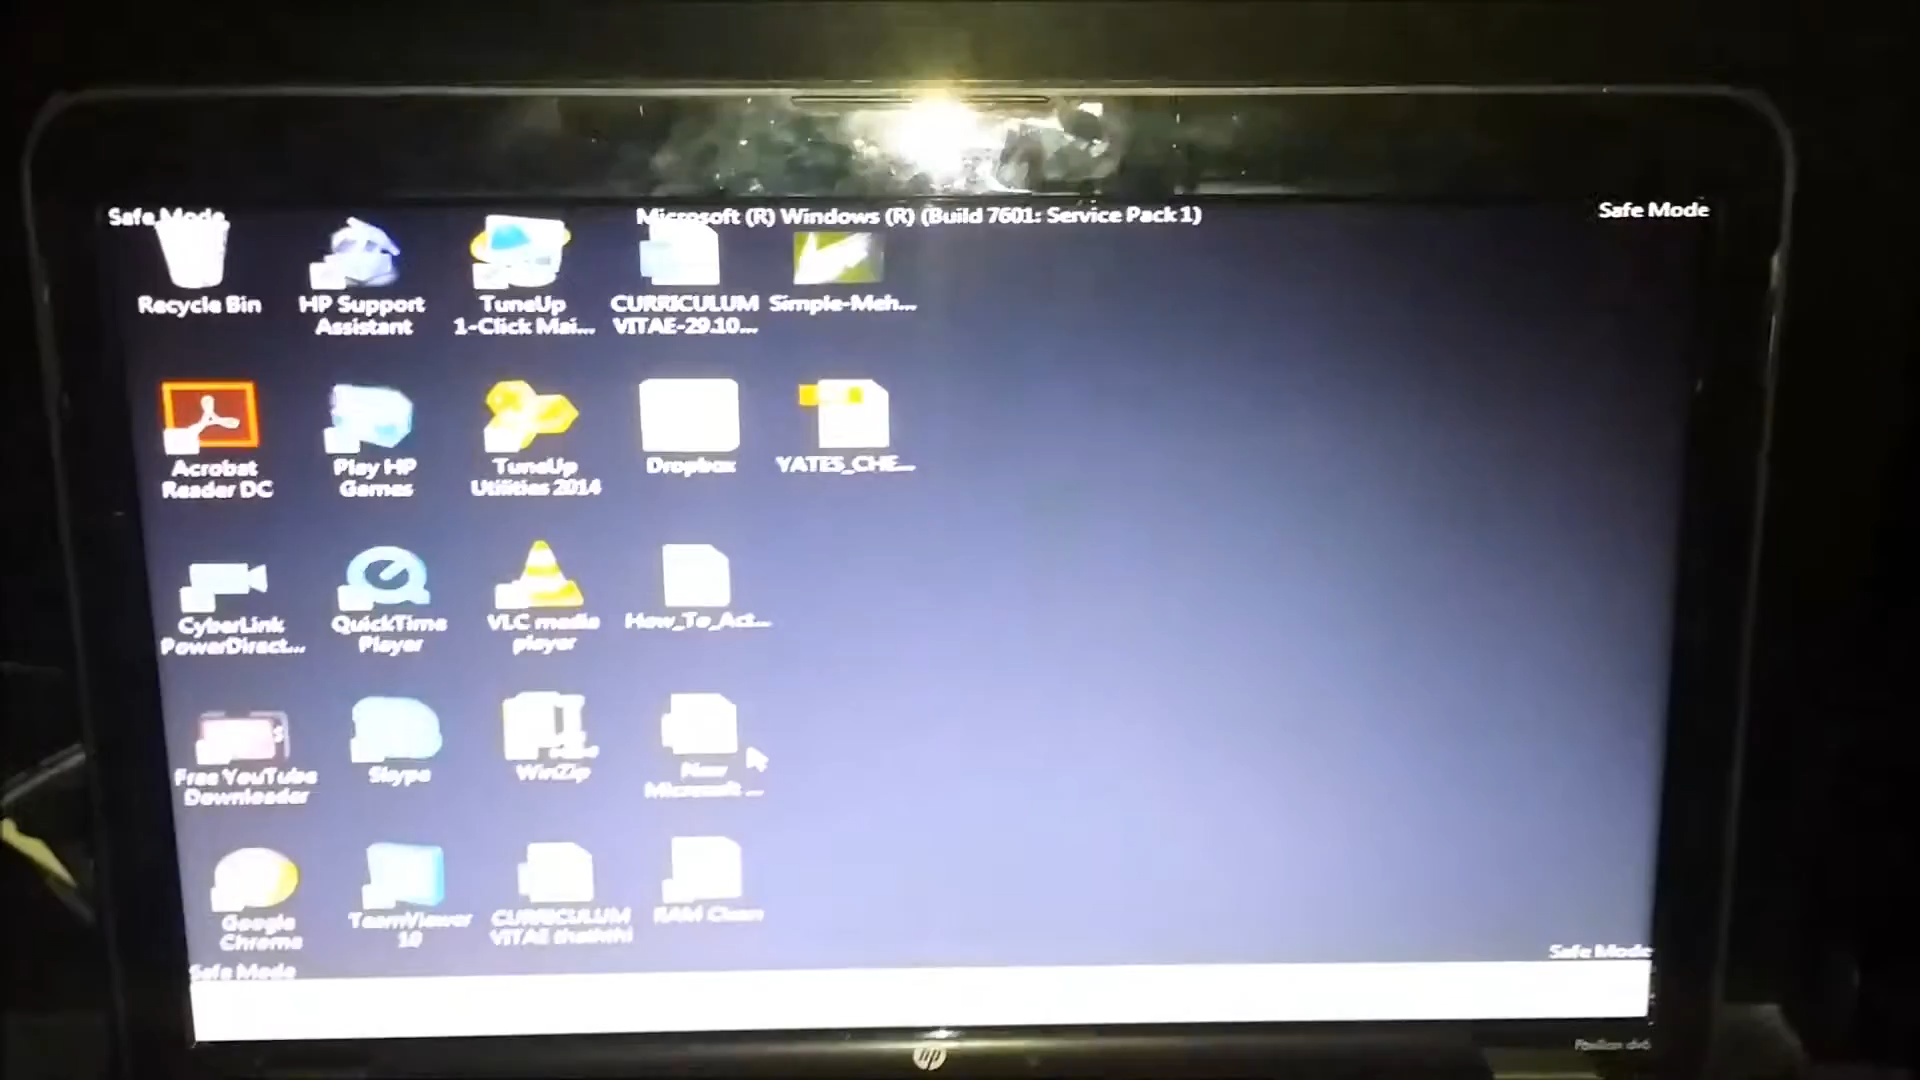 Safe Mode
Microsoft (R) Windows (R) (Build 7601: Service Pack 1)
Safe Mode
Recycle Bin
HP Support
Assistant
TuneUp
1-Click Mai...
CURRICULUM
VITAE-29.10...
Simple-Meh...
Acrobat
Reader DC
Play HP
Games
TuneUp
Utilities 2014
Dropbox
YATES_CHE...
CyberLink
PowerDirect...
QuickTime
Player
VLC media
player
How_To_Act...
Free YouTube
Downloader
Skype
WinZip
New
Microsoft ...
Google
Chrome
TeamViewer
10
CURRICULUM
VITAE
RAM Clean
Safe Mode
Safe Mode
hp
Pavilion dv6